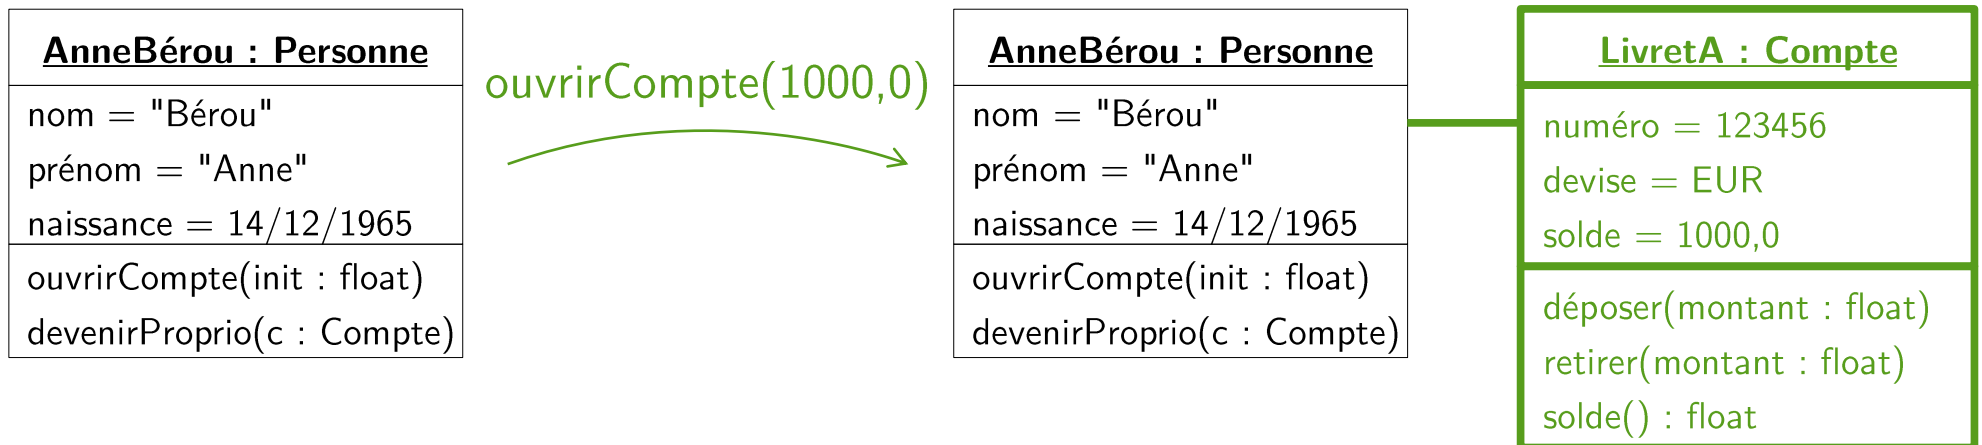 AnneBérou : Personne
nom = "Bérou"
prénom = "Anne"
naissance = 14/12/1965
ouvrirCompte(init : float)
devenirProprio(c : Compte)
ouvrirCompte(1000,0)
AnneBérou : Personne
nom = "Bérou"
prénom = "Anne"
naissance = 14/12/1965
ouvrirCompte(init : float)
devenirProprio(c : Compte)
LivretA : Compte
numéro = 123456
devise = EUR
solde = 1000,0
déposer(montant : float)
retirer(montant : float)
solde() : float